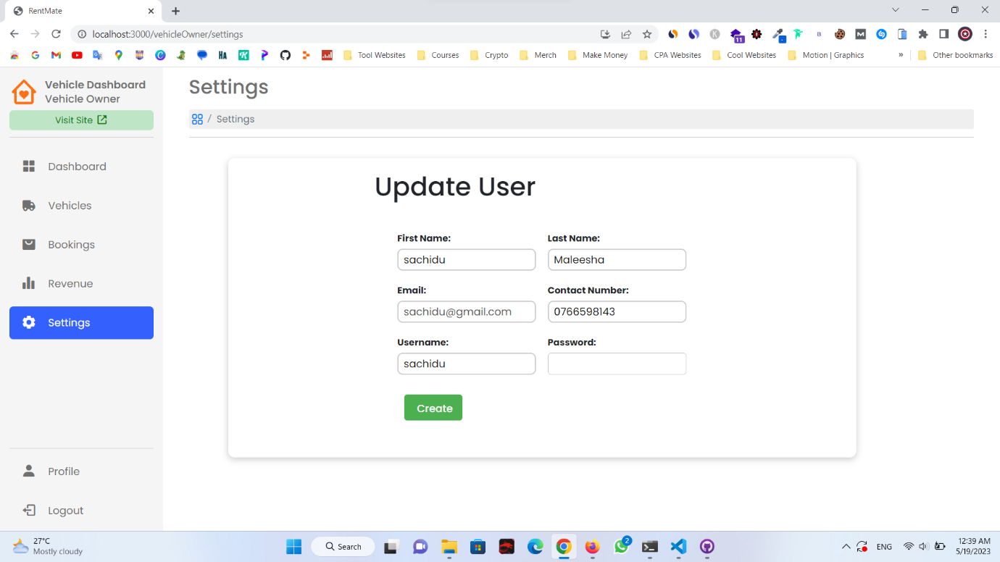 RentMate
localhost:3000/vehicleOwner/settings
11
Tool Websites
Courses
Crypto
Merch
Make Money
CPA Websites
Cool Websites
Motion | Graphics
»
Other bookmarks
Vehicle Dashboard
Vehicle Owner
Visit Site
Dashboard
Vehicles
Bookings
Revenue
Settings
Profile
Logout
Settings
/ Settings
Update User
First Name: Last Name:
sachidu Maleesha
Email: Contact Number:
sachidu@gmail.com 0766598143
Username: Password:
sachidu
Create
27°C
Mostly cloudy
Search
2
ENG
12:39 AM
5/19/2023